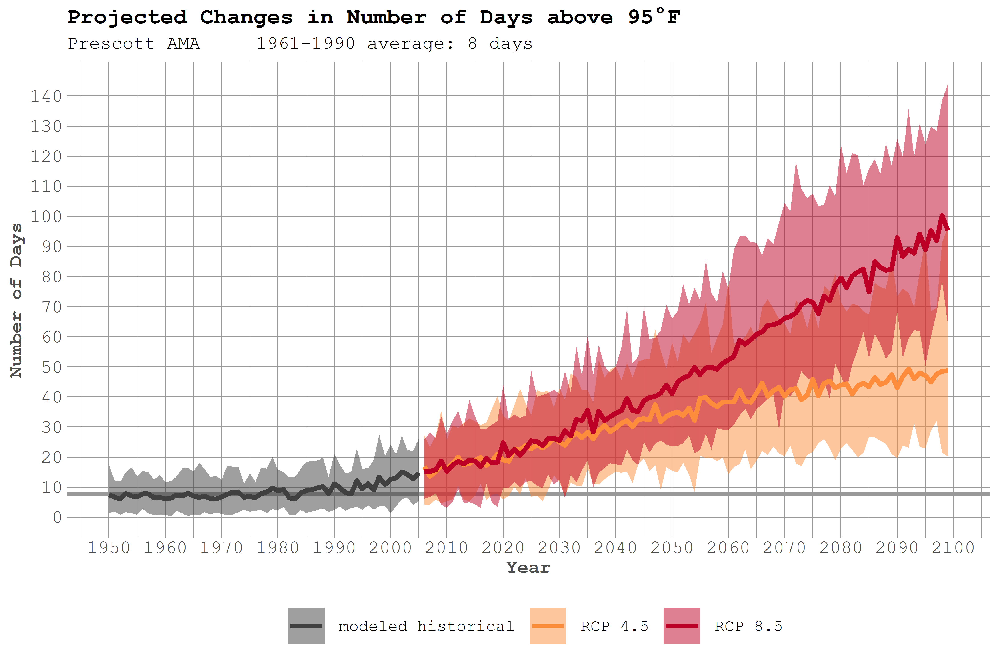 Projected Changes in Number of Days above 95°F
Prescott AMA 1961-1990 average: 8 days
140
130
120
110
100
90
80
70
60
50
40
30
20
10
0
Number of Days
1950 1960 1970 1980 1990 2000 2010 2020 2030 2040 2050 2060 2070 2080 2090 2100
Year
modeled historical RCP 4.5 RCP 8.5